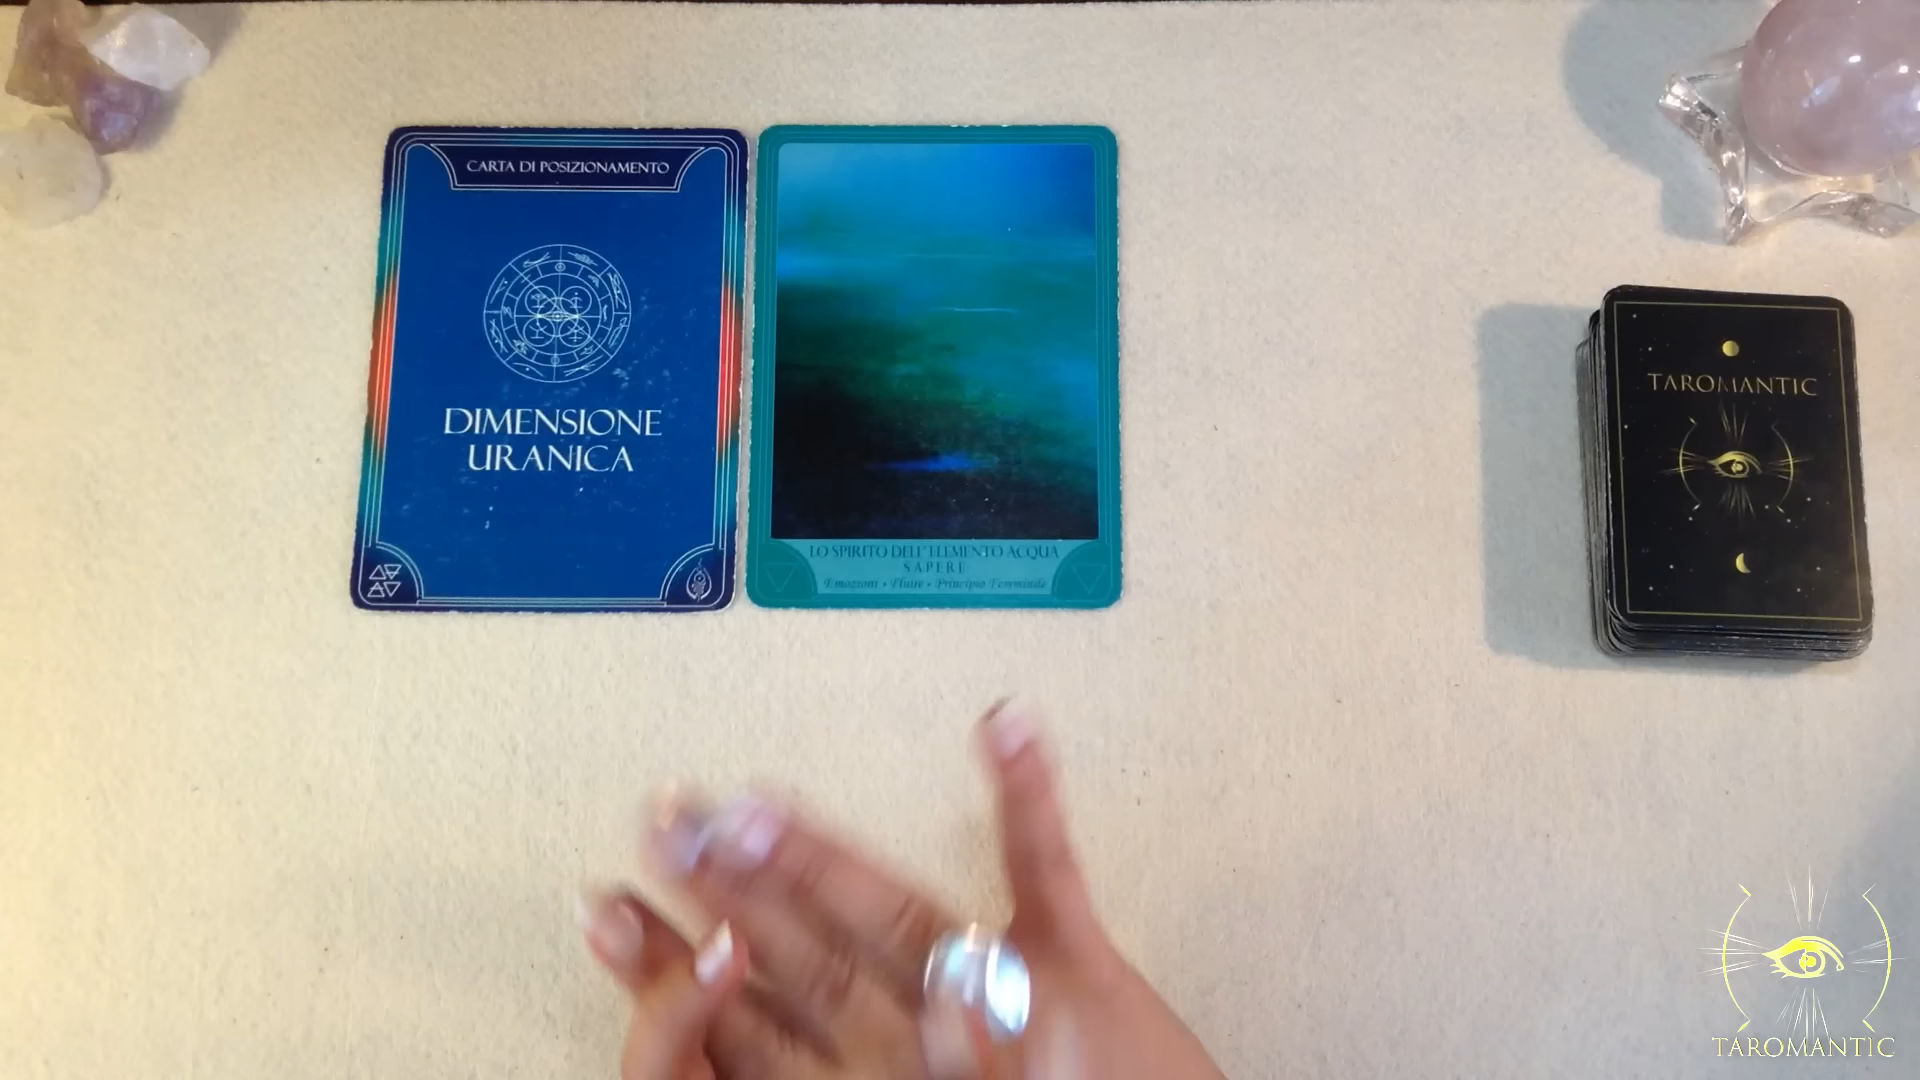 CARTA DI POSIZIONAMENTO
DIMENSIONE
URANICA
LO SPIRITO DELL'ELEMENTO ACQUA
SAPERE
Emozioni • Fluire • Principio Femminile
TAROMANTIC
TAROMANTIC